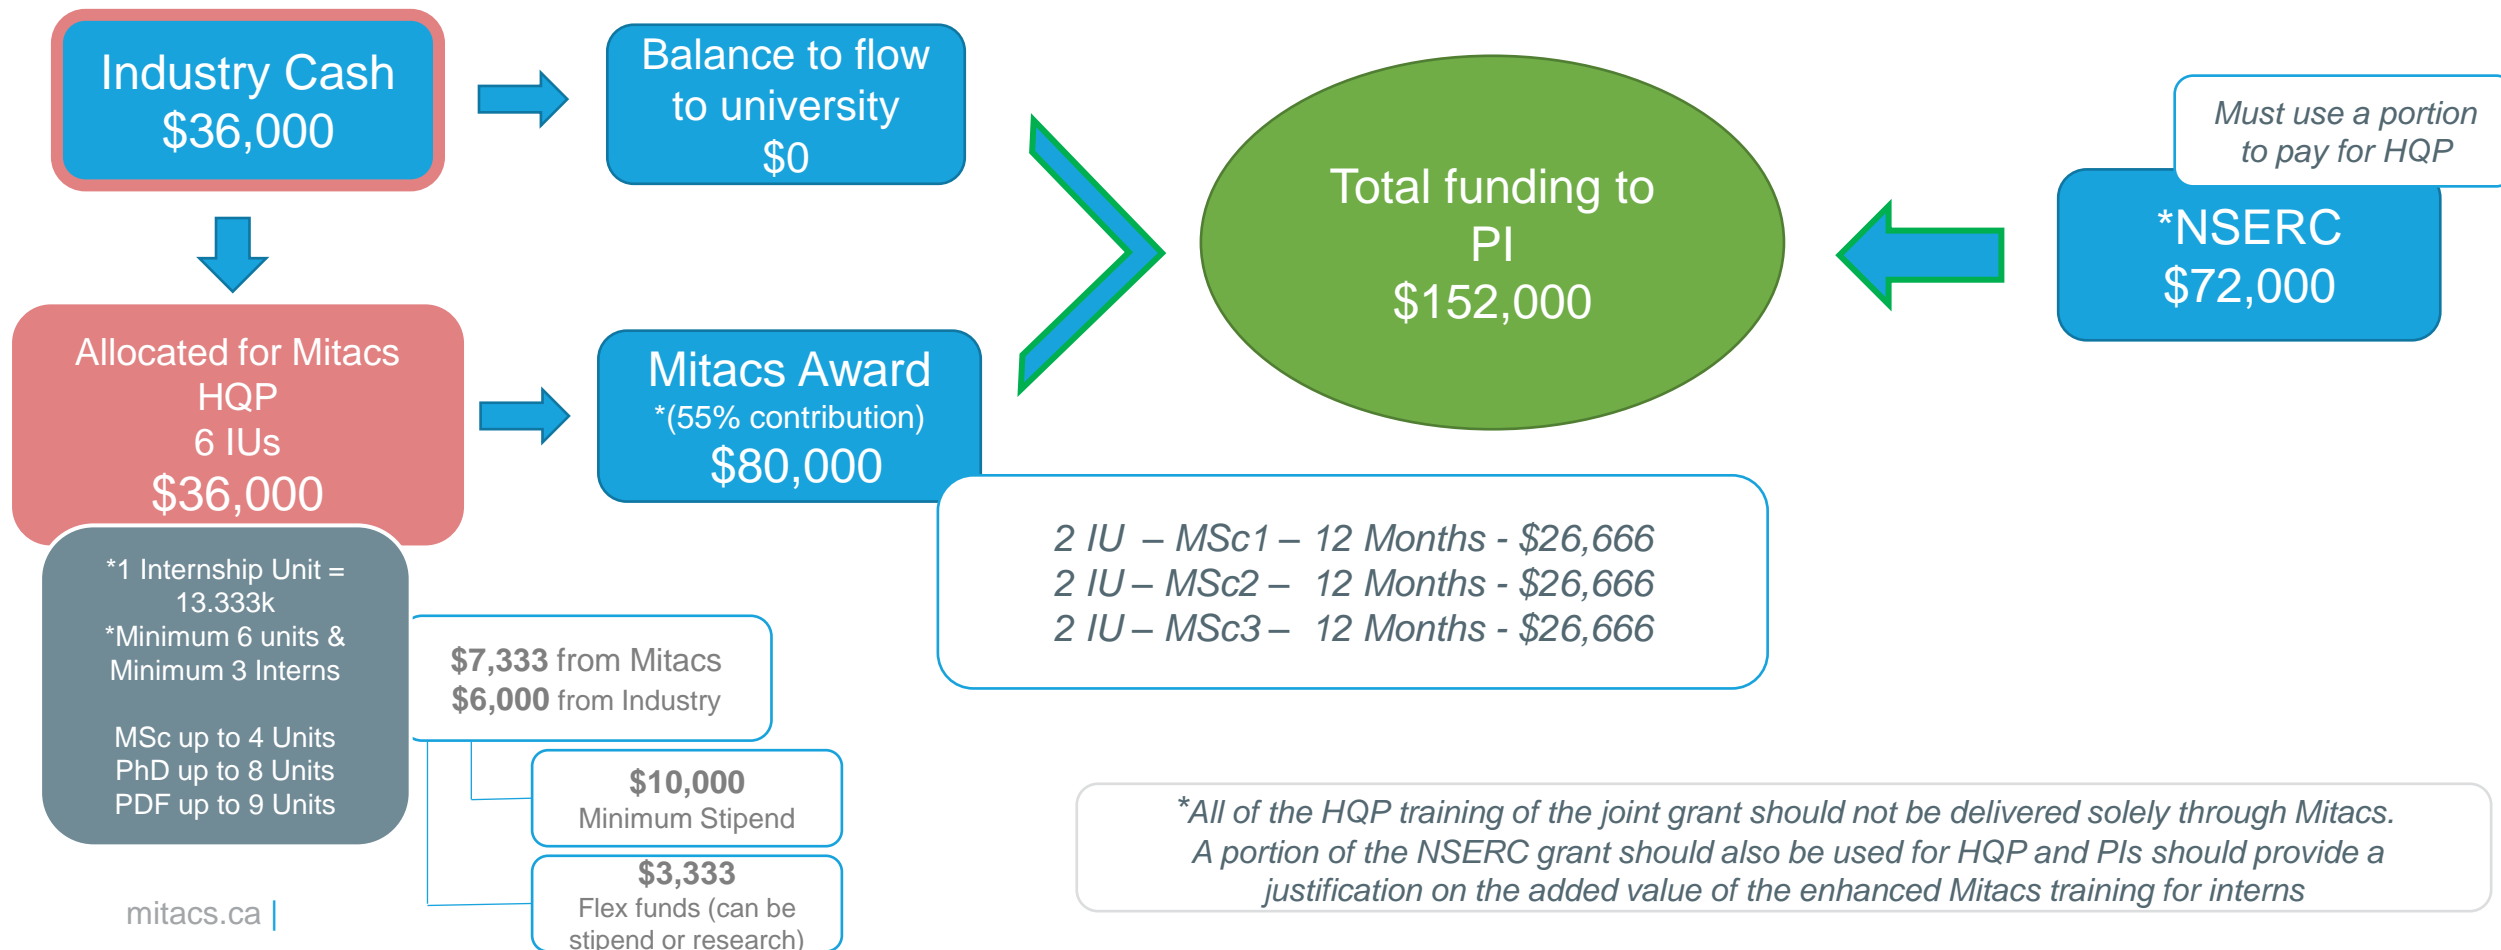 Industry Cash
$36,000
Balance to flow
to university
$0
Total funding to
PI
$152,000
Must use a portion
to pay for HQP
*NSERC
$72,000
Allocated for Mitacs
HQP
6 IUs
$36,000
Mitacs Award
*(55% contribution)
$80,000
2 IU – MSc1 – 12 Months - $26,666
2 IU – MSc2 – 12 Months - $26,666
2 IU – MSc3 – 12 Months - $26,666
*1 Internship Unit =
13.333k
*Minimum 6 units &
Minimum 3 Interns
MSc up to 4 Units
PhD up to 8 Units
PDF up to 9 Units
$7,333 from Mitacs
$6,000 from Industry
$10,000
Minimum Stipend
$3,333
Flex funds (can be
stipend or research)
*All of the HQP training of the joint grant should not be delivered solely through Mitacs.
A portion of the NSERC grant should also be used for HQP and PIs should provide a
justification on the added value of the enhanced Mitacs training for interns
mitacs.ca |